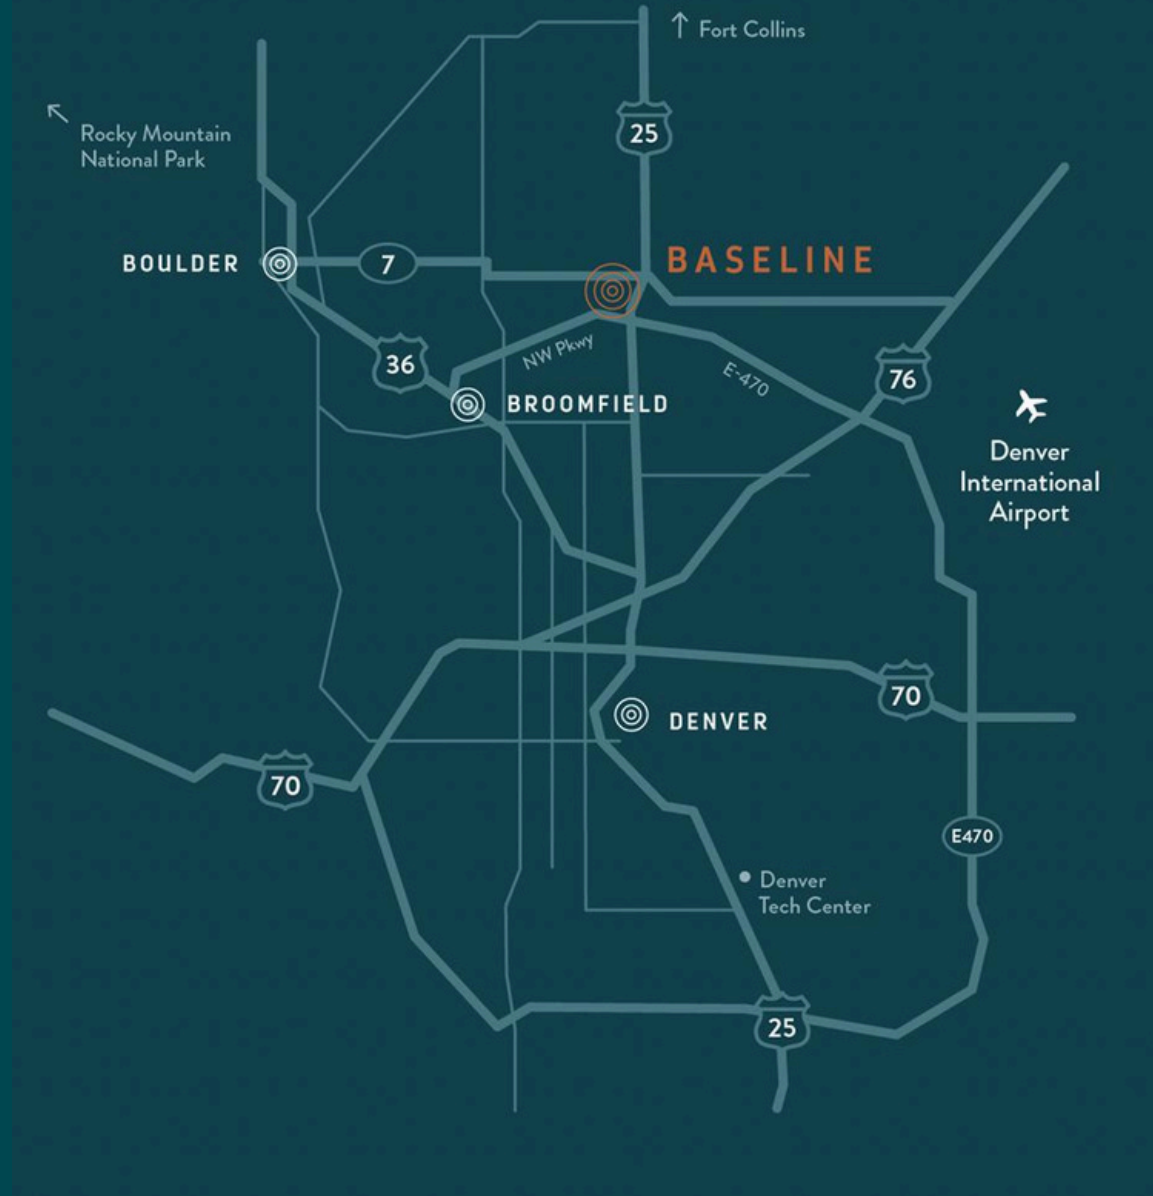 Fort Collins
25
Rocky Mountain
National Park
BOULDER
7
BASELINE
NW Pkwy
36
E-470
76
BROOMFIELD
Denver
International
Airport
70
DENVER
70
E470
Denver
Tech Center
25